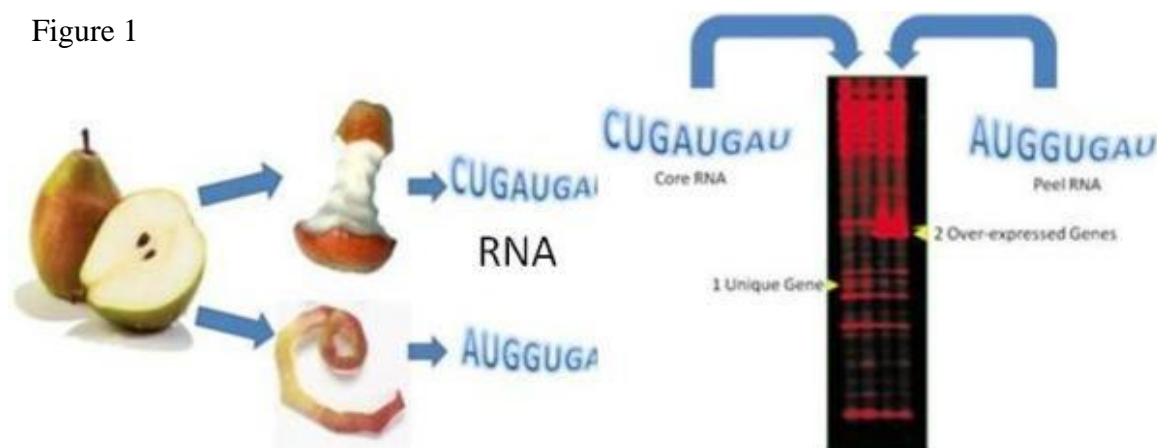 Figure 1
CUGAUGAU
RNA
AUGGUGA
CUGAUGAU
Core RNA
AUGGUGAU
Peel RNA
2 Over-expressed Genes
1 Unique Gene